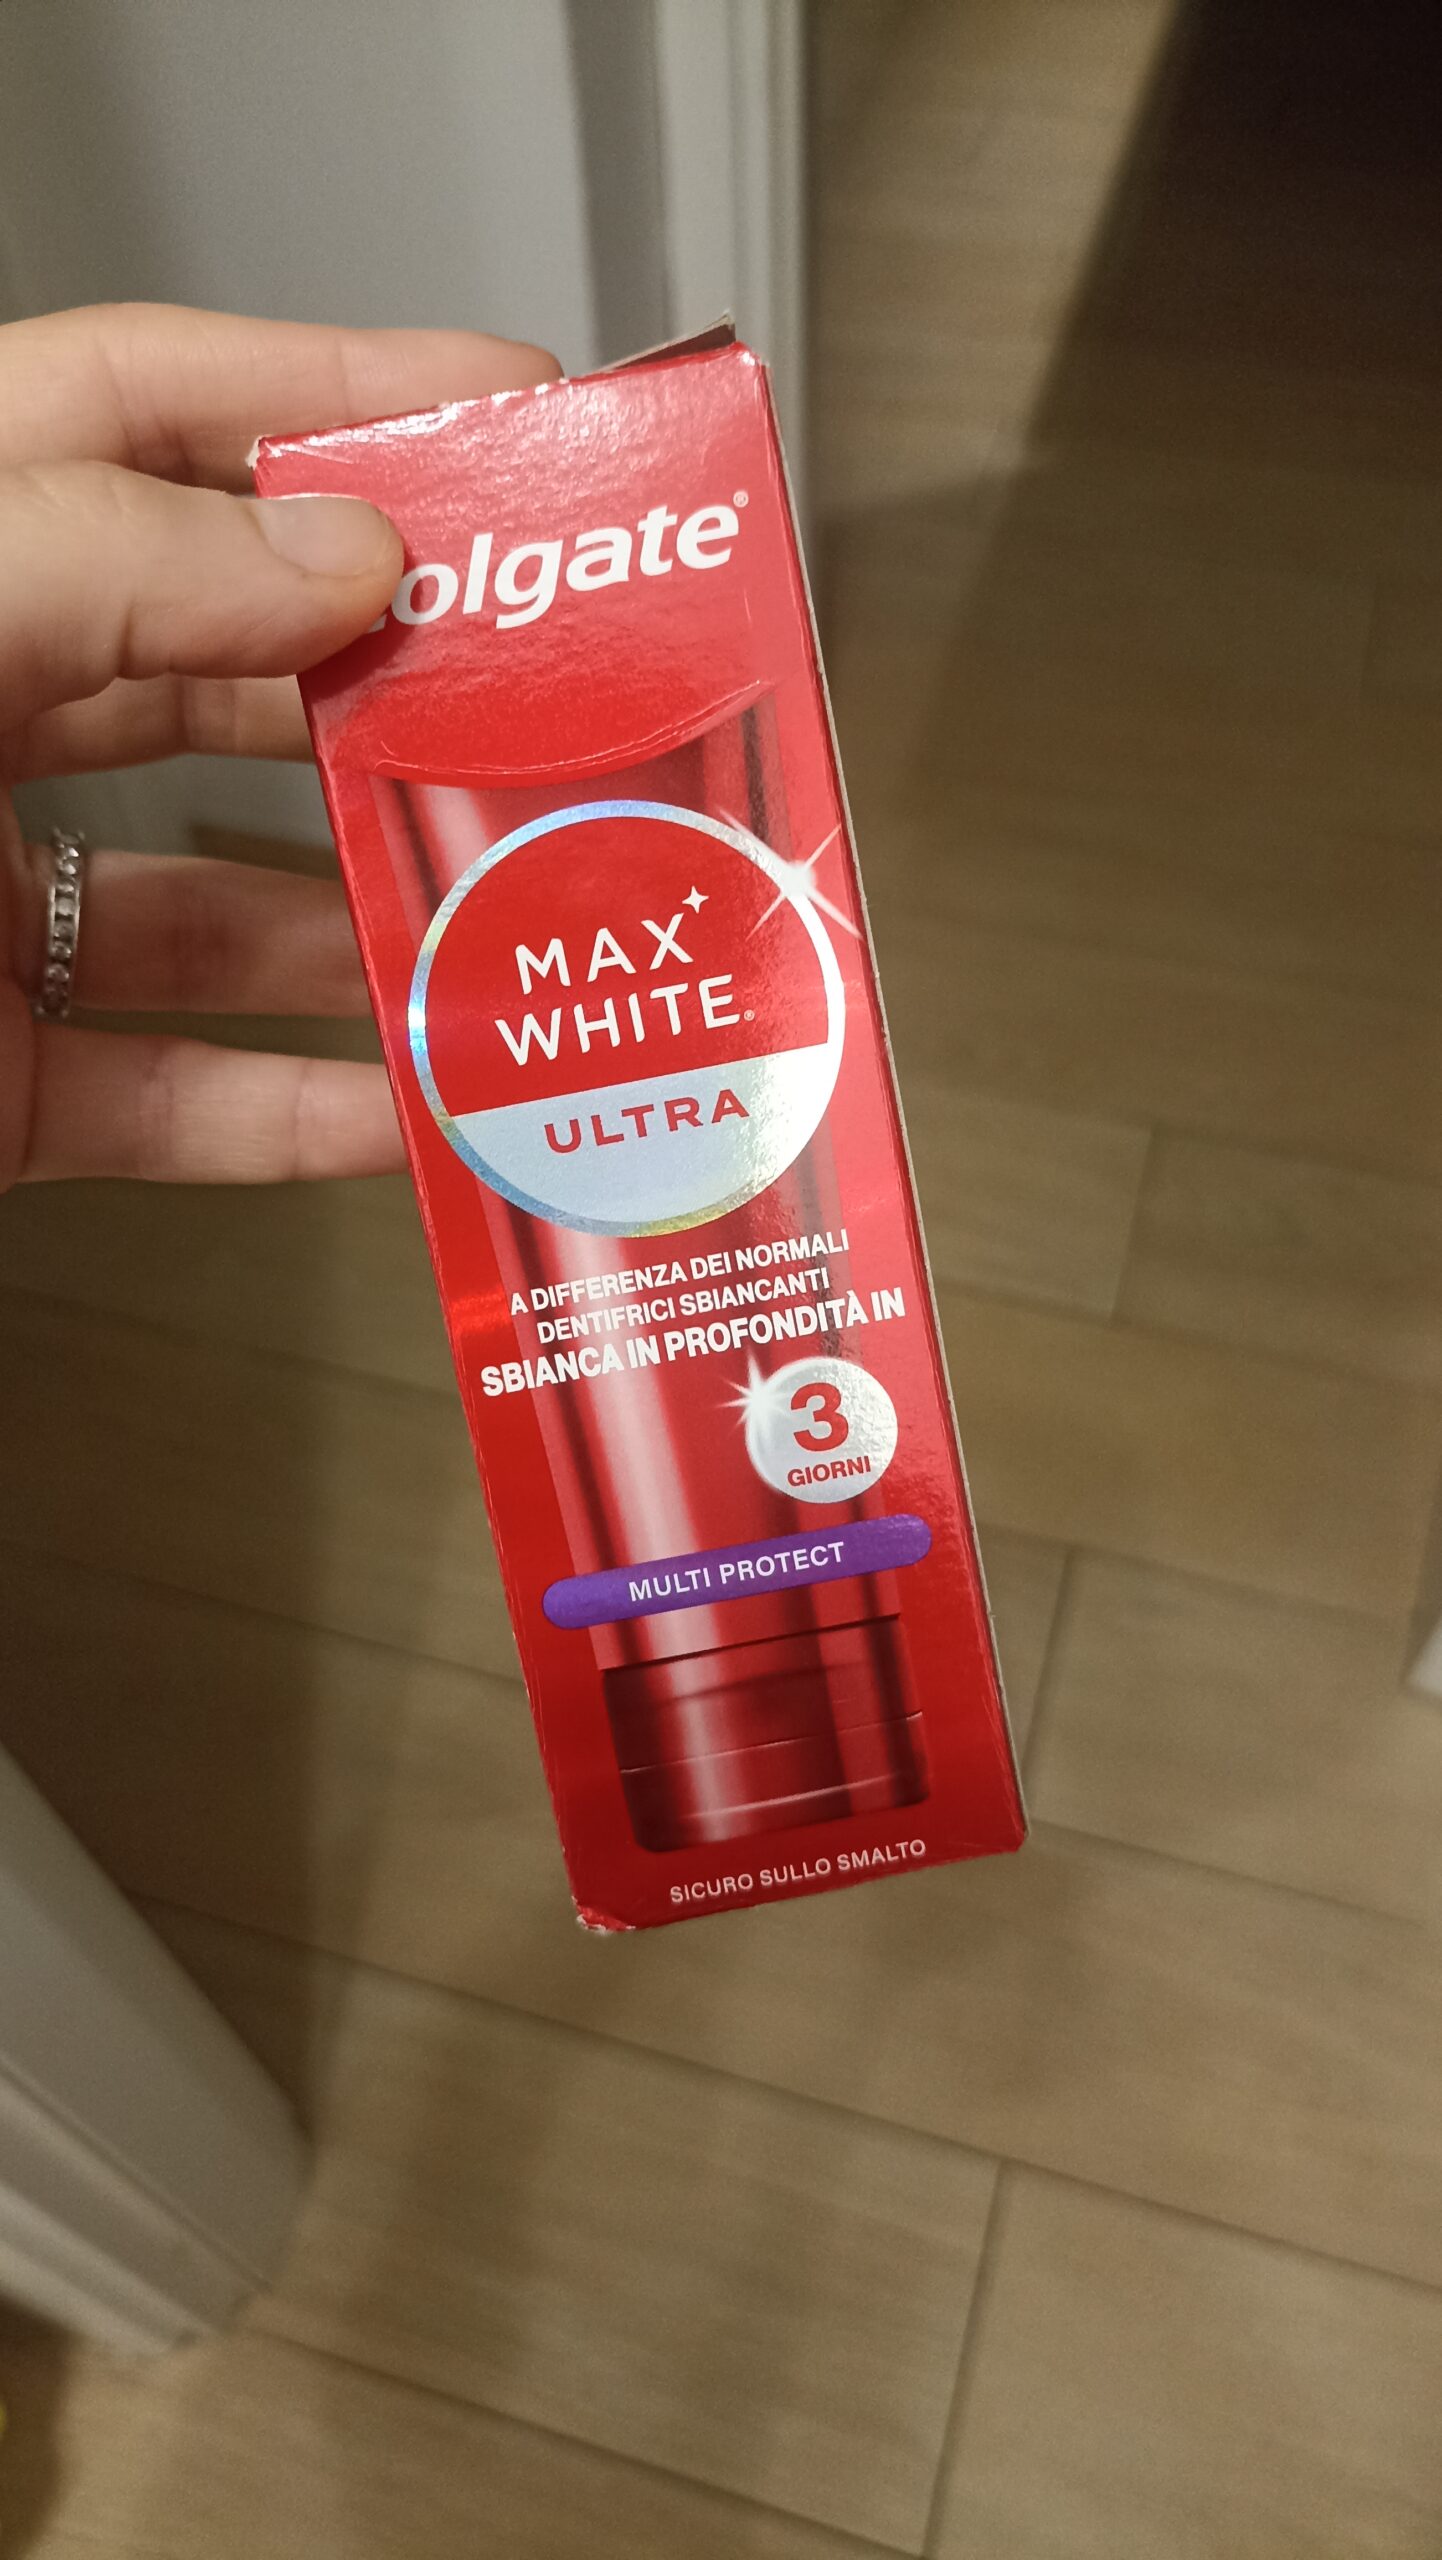 Colgate®
MAX
WHITE®
ULTRA
A DIFFERENZA DEI NORMALI
DENTIFRICI SBIANCANTI
SBIANCA IN PROFONDITÀ IN
3
GIORNI
MULTI PROTECT
SICURO SULLO SMALTO